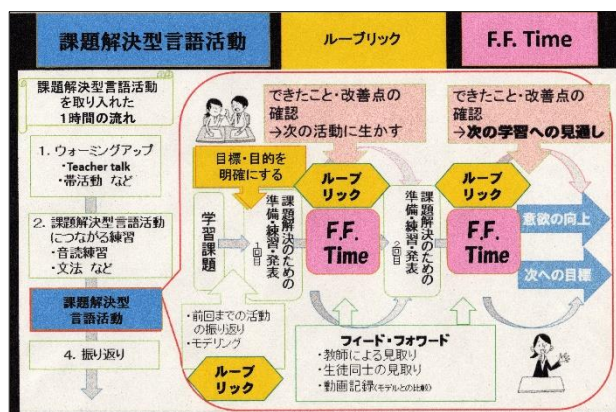 課題解決型言語活動
ルーブリック
F.F. Time
課題解決型言語活動
を取り入れた
1時間の流れ
1. ウォーミングアップ
・Teacher talk
・帯活動 など
2. 課題解決型言語活動
につながる練習
・音読練習
・文法 など
課題解決型
言語活動
4. 振り返り
できたこと・改善点の
確認
→次の活動に生かす
できたこと・改善点の
確認
→次の学習への見通し
目標・目的を
明確にする
学習課題
1回目
課題解決のための
準備・練習・発表
ルーブ
リック
F.F.
Time
2回目
課題解決のための
準備・練習・発表
ルーブ
リック
F.F.
Time
意欲の向上
次への目標
・前回までの活動
の振り返り
・モデリング
ルーブ
リック
フィード・フォワード
・教師による見取り
・生徒同士の見取り
・動画記録(モデルとの比較)